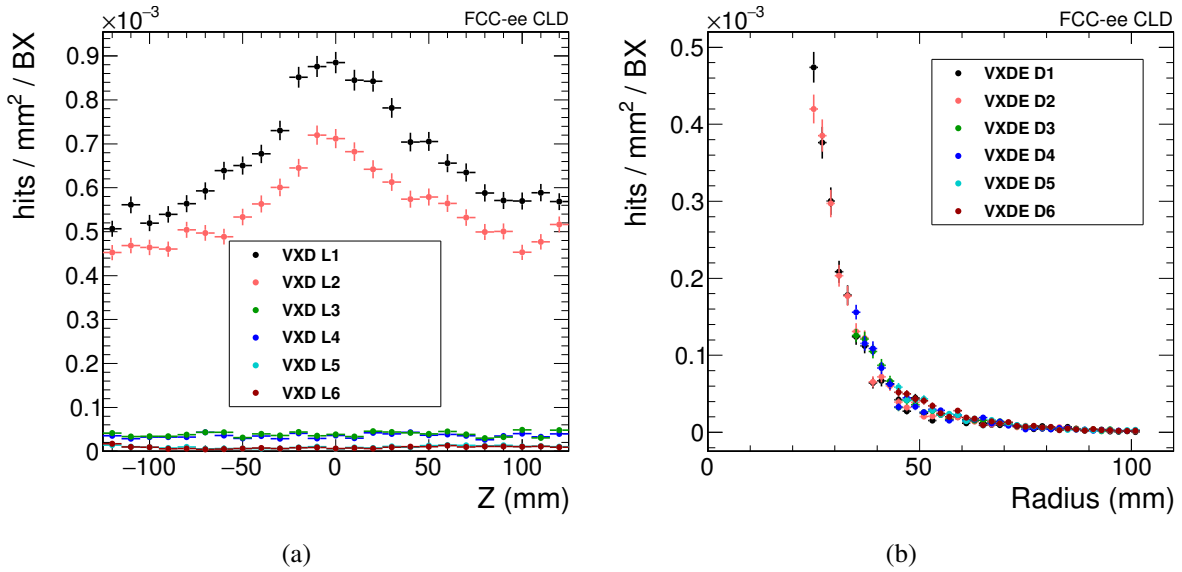 ×10⁻³
FCC-ee CLD
hits / mm² / BX
0.9
0.8
0.7
0.6
0.5
0.4
0.3
0.2
0.1
0
VXD L1
VXD L2
VXD L3
VXD L4
VXD L5
VXD L6
−100 −50 0 50 100
Z (mm)
(a)
×10⁻³
FCC-ee CLD
hits / mm² / BX
0.5
0.4
0.3
0.2
0.1
0
VXDE D1
VXDE D2
VXDE D3
VXDE D4
VXDE D5
VXDE D6
0 50 100
Radius (mm)
(b)